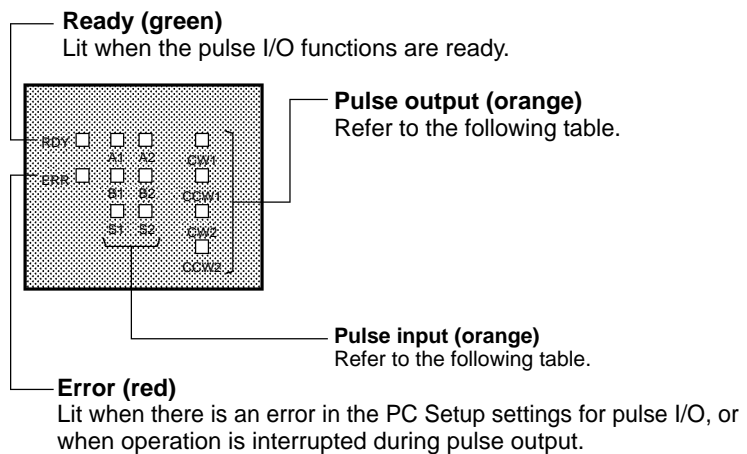 Ready (green)
Lit when the pulse I/O functions are ready.
Pulse output (orange)
Refer to the following table.
RDY
A1 A2
CW1
ERR
B1 B2
CCW1
S1 S2
CW2
CCW2
Pulse input (orange)
Refer to the following table.
Error (red)
Lit when there is an error in the PC Setup settings for pulse I/O, or
when operation is interrupted during pulse output.